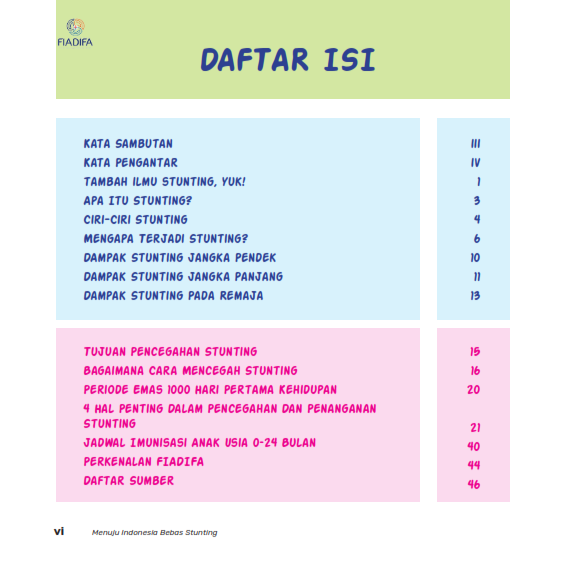 FIADIFA
DAFTAR ISI
KATA SAMBUTAN III
KATA PENGANTAR IV
TAMBAH ILMU STUNTING, YUK! 1
APA ITU STUNTING? 3
CIRI-CIRI STUNTING 4
MENGAPA TERJADI STUNTING? 6
DAMPAK STUNTING JANGKA PENDEK 10
DAMPAK STUNTING JANGKA PANJANG 11
DAMPAK STUNTING PADA REMAJA 13
TUJUAN PENCEGAHAN STUNTING 15
BAGAIMANA CARA MENCEGAH STUNTING 16
PERIODE EMAS 1000 HARI PERTAMA KEHIDUPAN 20
4 HAL PENTING DALAM PENCEGAHAN DAN PENANGANAN
STUNTING 21
JADWAL IMUNISASI ANAK USIA 0-24 BULAN 40
PERKENALAN FIADIFA 44
DAFTAR SUMBER 46
vi Menuju Indonesia Bebas Stunting